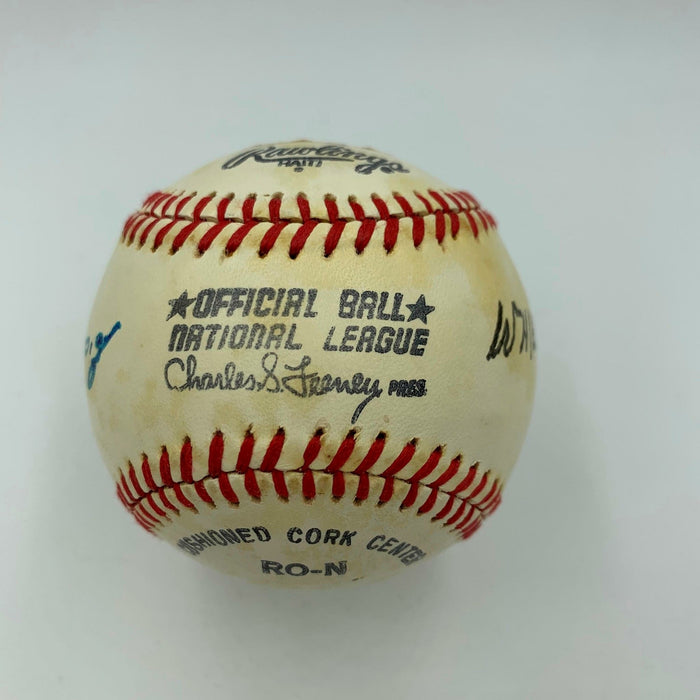 Rawlings
HAITI
®
★OFFICIAL BALL★
NATIONAL LEAGUE
Charles S. Feeney PRES.
CUSHIONED CORK CENTER
RO-N